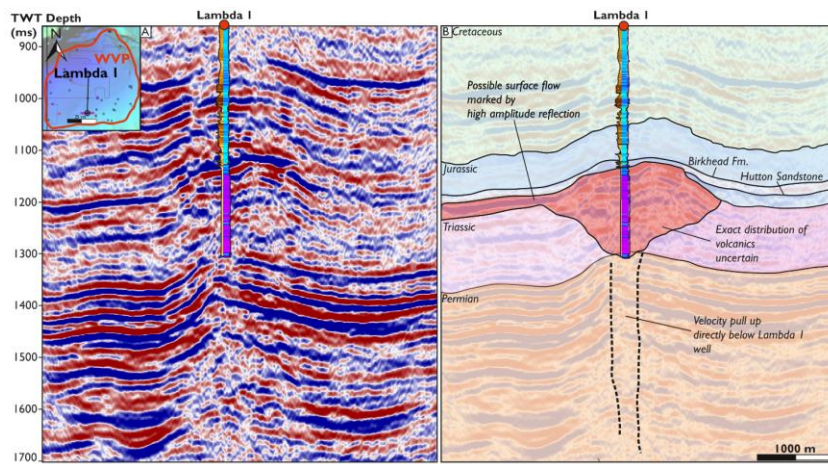 TWT Depth
(ms)
Lambda 1
Lambda 1
A
N
WVP
Lambda 1
900
1000
1100
1200
1300
1400
1500
1600
1700
B
Cretaceous
Possible surface flow
marked by
high amplitude reflection
Birkhead Fm.
Jurassic
Hutton Sandstone
Triassic
Exact distribution of
volcanics
uncertain
Permian
Velocity pull up
directly below Lambda 1
well
1000 m